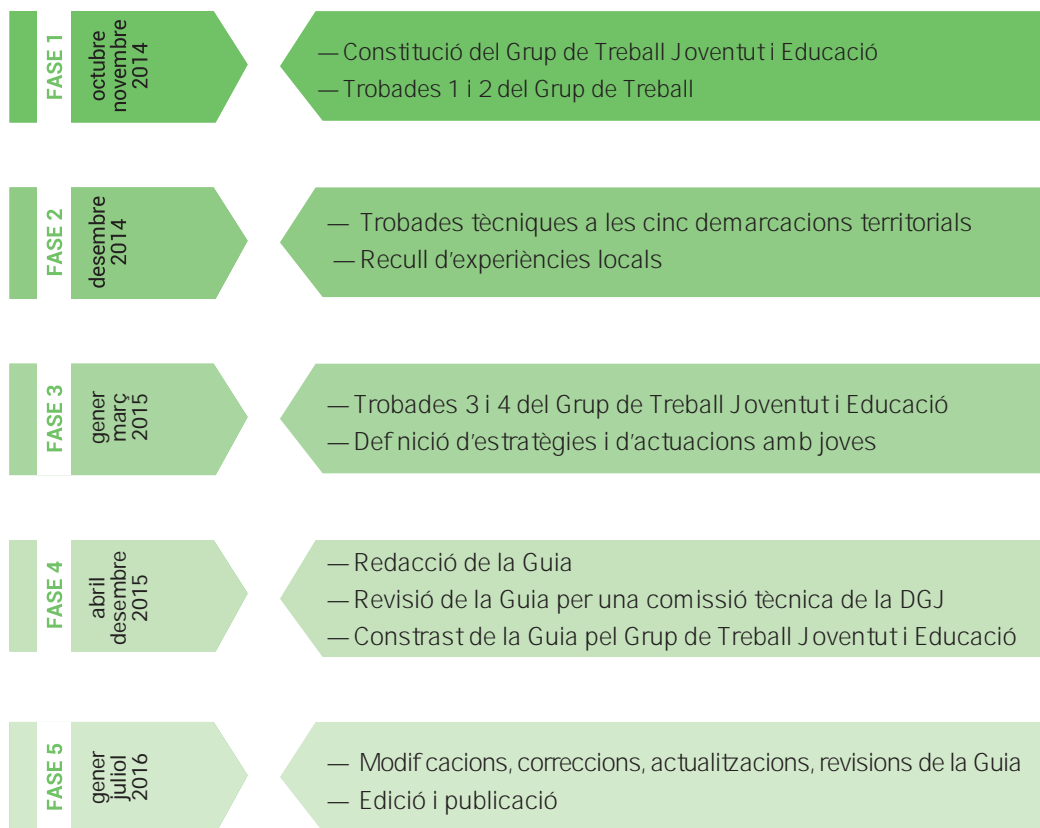 FASE 1
octubre
novembre
2014
— Constitució del Grup de Treball Joventut i Educació
— Trobades 1 i 2 del Grup de Treball
FASE 2
desembre
2014
— Trobades tècniques a les cinc demarcacions territorials
— Recull d'experiències locals
FASE 3
gener
març
2015
— Trobades 3 i 4 del Grup de Treball Joventut i Educació
— Def nició d'estratègies i d'actuacions amb joves
FASE 4
abril
desembre
2015
— Redacció de la Guia
— Revisió de la Guia per una comissió tècnica de la DGJ
— Constrast de la Guia pel Grup de Treball Joventut i Educació
FASE 5
gener
juliol
2016
— Modif cacions, correccions, actualitzacions, revisions de la Guia
— Edició i publicació